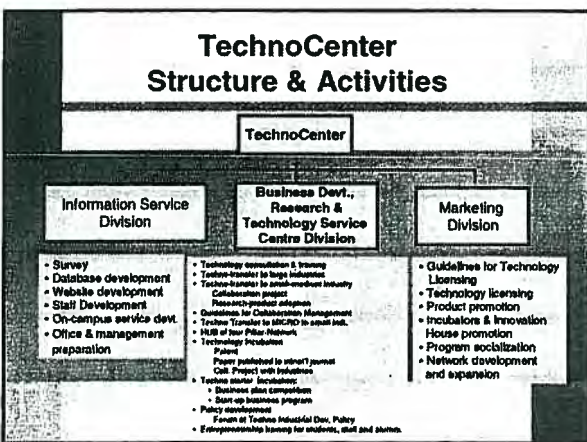 TechnoCenter
Structure & Activities
TechnoCenter
Information Service
Division
• Survey
• Database development
• Website development
• Staff Development
• On-campus service devt.
• Office & management
preparation
Business Devt.,
Research &
Technology Service
Centre Division
• Technology consultation & training
• Techno-transfer to large industries
• Techno-transfer to small-medium industry
Collaboration project
Research-product adoption
• Guidelines for Collaboration Management
• Techno Transfer to MICRO to small ind.
• HUB of four Pillar-Network
• Technology Incubators
Patent
Paper published in journal
Coll. Project with industries
• Techno starter Incubators
• Business plan competition
• Start-up business program
• Policy development
Forum of Techno Industrial Dev. Policy
• Entrepreneurship training for students, staff and alumni
Marketing
Division
• Guidelines for Technology
Licensing
• Technology licensing
• Product promotion
• Incubators & Innovation
House promotion
• Program socialization
• Network development
and expansion